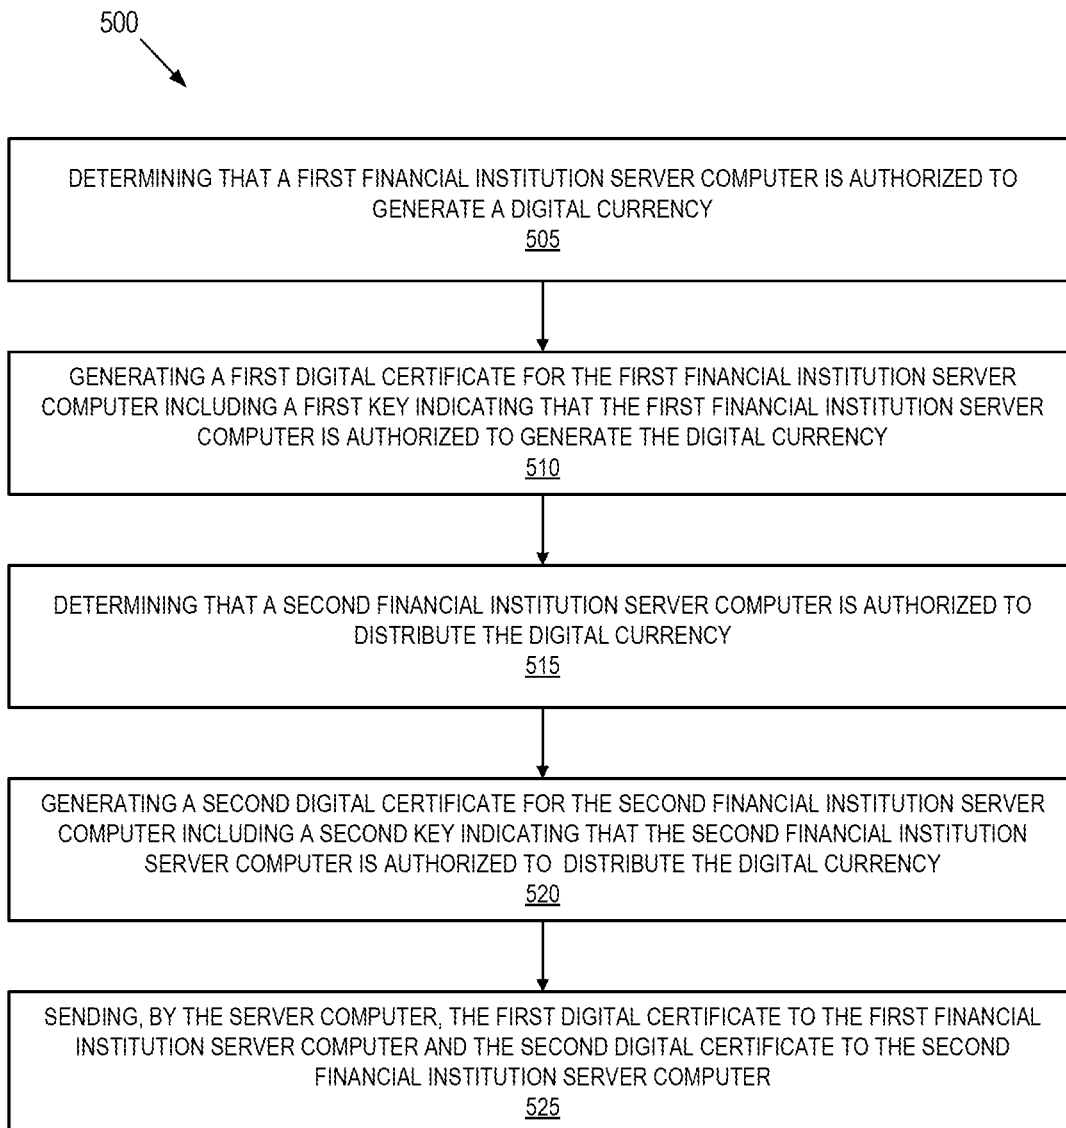 500
DETERMINING THAT A FIRST FINANCIAL INSTITUTION SERVER COMPUTER IS AUTHORIZED TO
GENERATE A DIGITAL CURRENCY
505
GENERATING A FIRST DIGITAL CERTIFICATE FOR THE FIRST FINANCIAL INSTITUTION SERVER
COMPUTER INCLUDING A FIRST KEY INDICATING THAT THE FIRST FINANCIAL INSTITUTION SERVER
COMPUTER IS AUTHORIZED TO GENERATE THE DIGITAL CURRENCY
510
DETERMINING THAT A SECOND FINANCIAL INSTITUTION SERVER COMPUTER IS AUTHORIZED TO
DISTRIBUTE THE DIGITAL CURRENCY
515
GENERATING A SECOND DIGITAL CERTIFICATE FOR THE SECOND FINANCIAL INSTITUTION SERVER
COMPUTER INCLUDING A SECOND KEY INDICATING THAT THE SECOND FINANCIAL INSTITUTION
SERVER COMPUTER IS AUTHORIZED TO DISTRIBUTE THE DIGITAL CURRENCY
520
SENDING, BY THE SERVER COMPUTER, THE FIRST DIGITAL CERTIFICATE TO THE FIRST FINANCIAL
INSTITUTION SERVER COMPUTER AND THE SECOND DIGITAL CERTIFICATE TO THE SECOND
FINANCIAL INSTITUTION SERVER COMPUTER
525